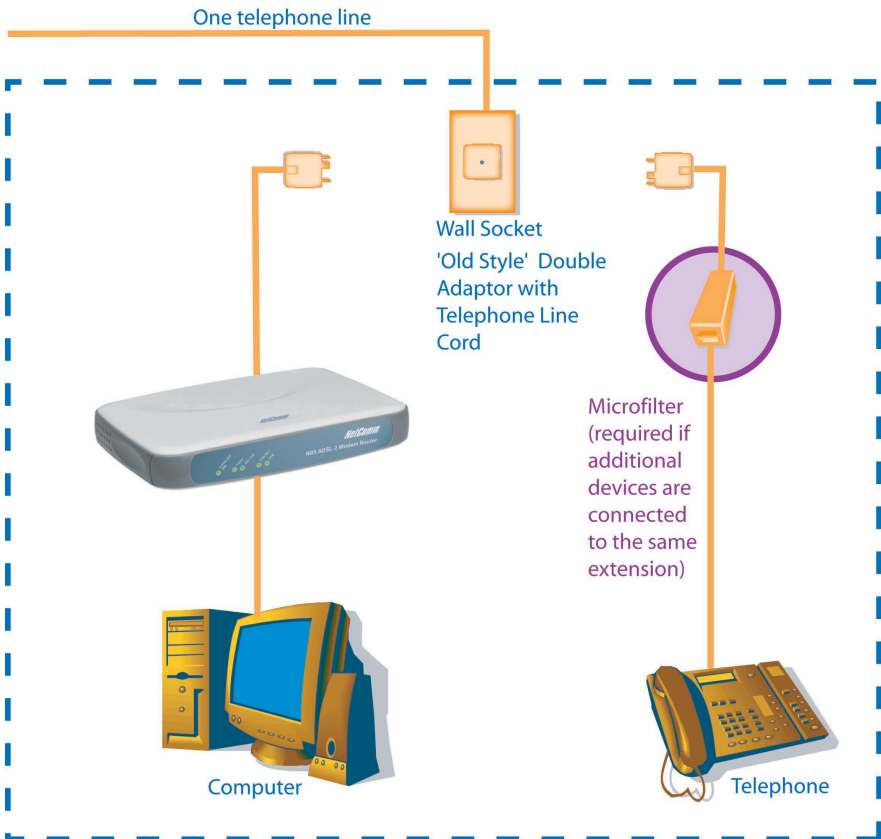 One telephone line
Wall Socket
'Old Style' Double
Adaptor with
Telephone Line
Cord
NetComm
NetComm
NB5 ADSL-2 Modem Router
Microfilter
(required if
additional
devices are
connected
to the same
extension)
Computer
Telephone